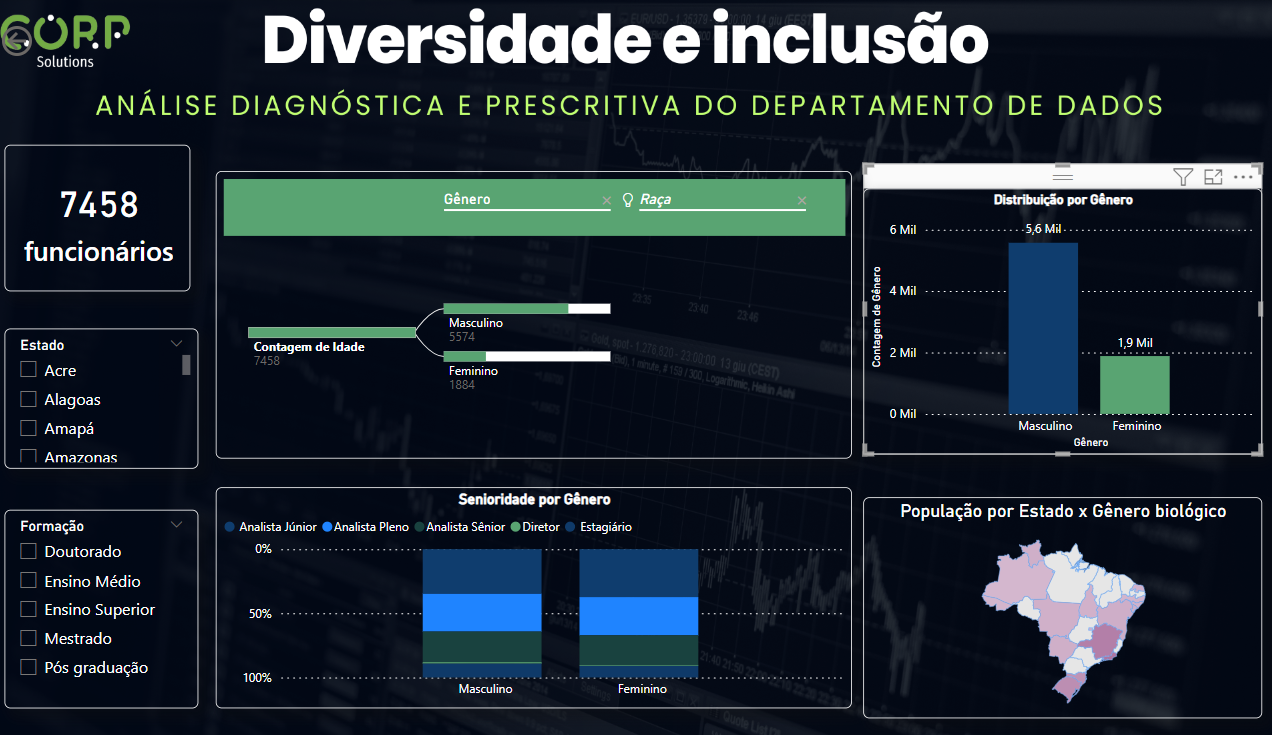 CORP
Solutions
Diversidade e inclusão
ANÁLISE DIAGNÓSTICA E PRESCRITIVA DO DEPARTAMENTO DE DADOS
7458
funcionários
Estado
Acre
Alagoas
Amapá
Amazonas
Formação
Doutorado
Ensino Médio
Ensino Superior
Mestrado
Pós graduação
Gênero
Raça
Contagem de Idade
7458
Masculino
5574
Feminino
1884
Distribuição por Gênero
Contagem de Gênero
6 Mil
4 Mil
2 Mil
0 Mil
5,6 Mil
1,9 Mil
Masculino
Feminino
Gênero
Senioridade por Gênero
Analista Júnior Analista Pleno Analista Sênior Diretor Estagiário
0%
50%
100%
Masculino
Feminino
População por Estado x Gênero biológico